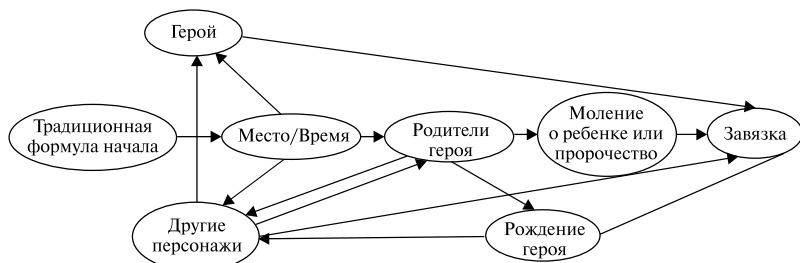 Герой
Традиционная
формула начала
Место/Время
Родители
героя
Моление
о ребенке или
пророчество
Завязка
Другие
персонажи
Рождение
героя